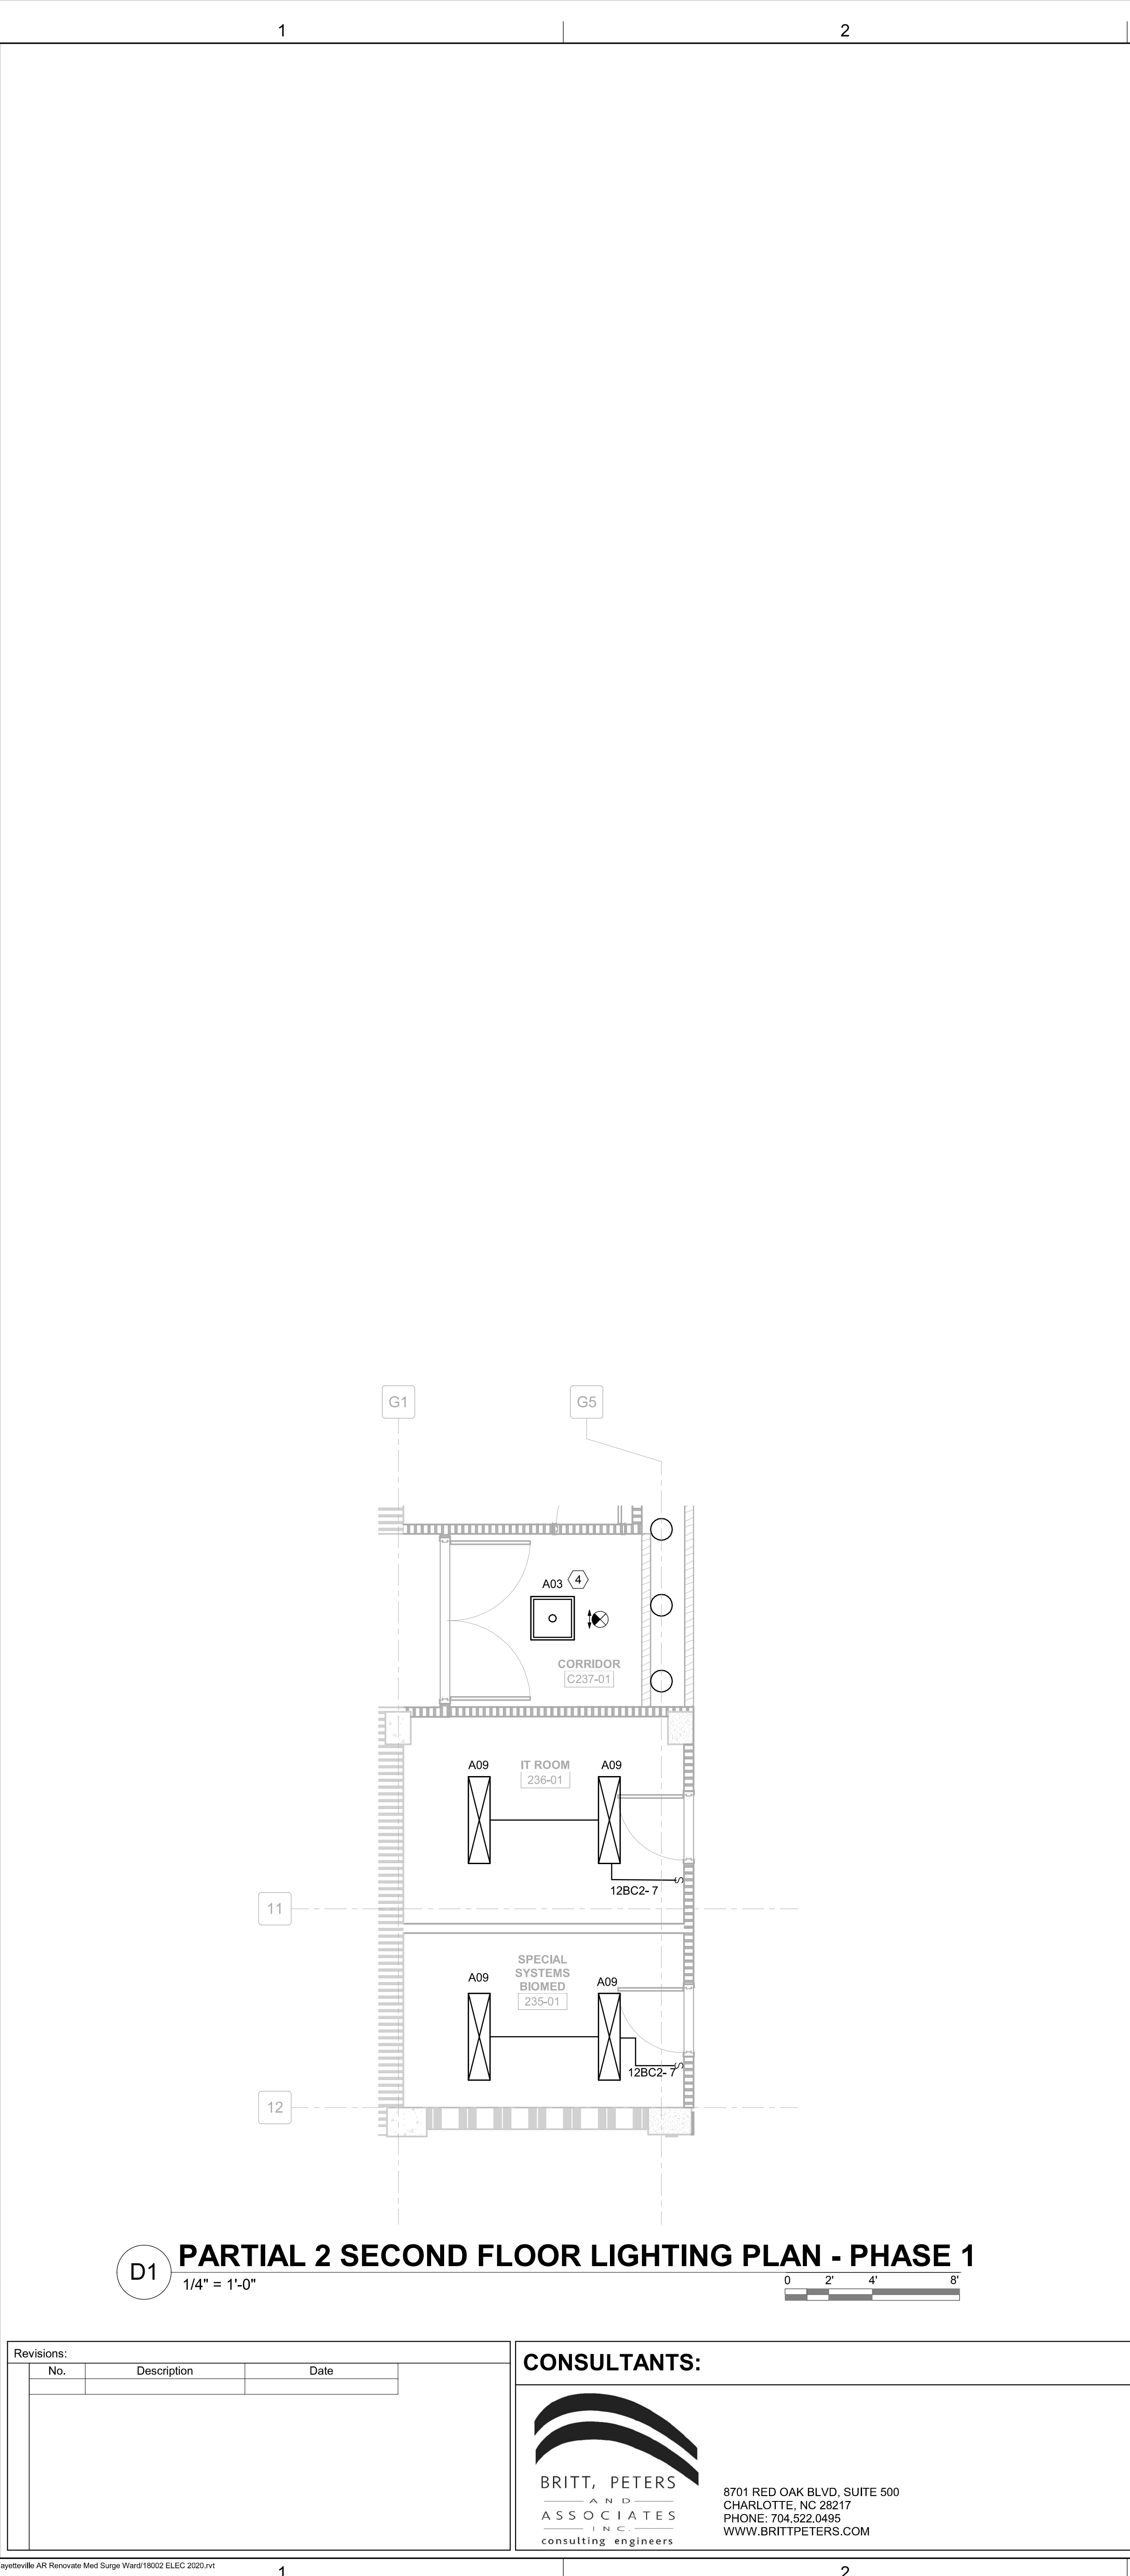 1
2
G1
G5
A03
4
CORRIDOR
C237-01
A09
IT ROOM
A09
236-01
12BC2- 7
S
11
SPECIAL
SYSTEMS
BIOMED
A09
A09
235-01
12BC2- 7
S
12
D1
PARTIAL 2 SECOND FLOOR LIGHTING PLAN - PHASE 1
1/4" = 1'-0"
0 2' 4' 8'
Revisions:
No. Description Date
CONSULTANTS:
BRITT, PETERS
AND
ASSOCIATES
INC.
consulting engineers
8701 RED OAK BLVD, SUITE 500
CHARLOTTE, NC 28217
PHONE: 704.522.0495
WWW.BRITTPETERS.COM
ayetteville AR Renovate Med Surge Ward/18002 ELEC 2020.rvt
1
2